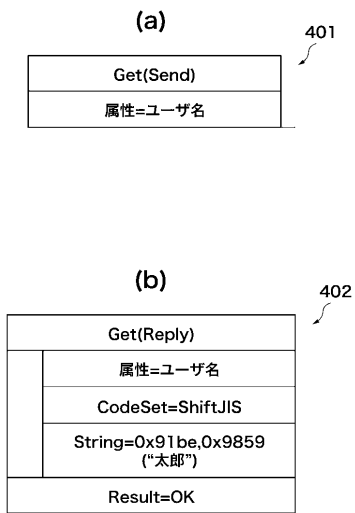 (a)
401
Get(Send)
属性=ユーザ名
(b)
402
Get(Reply)
属性=ユーザ名
CodeSet=ShiftJIS
String=0x91be,0x9859
(“太郎”)
Result=OK